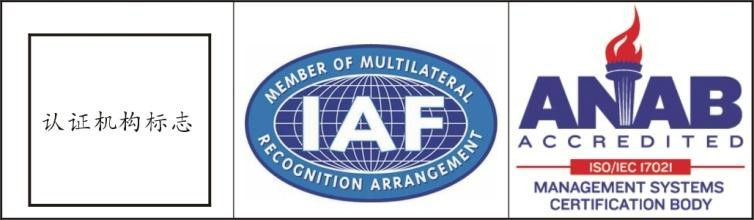 认证机构标志
MEMBER OF MULTILATERAL
IAF
RECOGNITION ARRANGEMENT
ANAB
ACCREDITED
ISO/IEC 17021
MANAGEMENT SYSTEMS
CERTIFICATION BODY